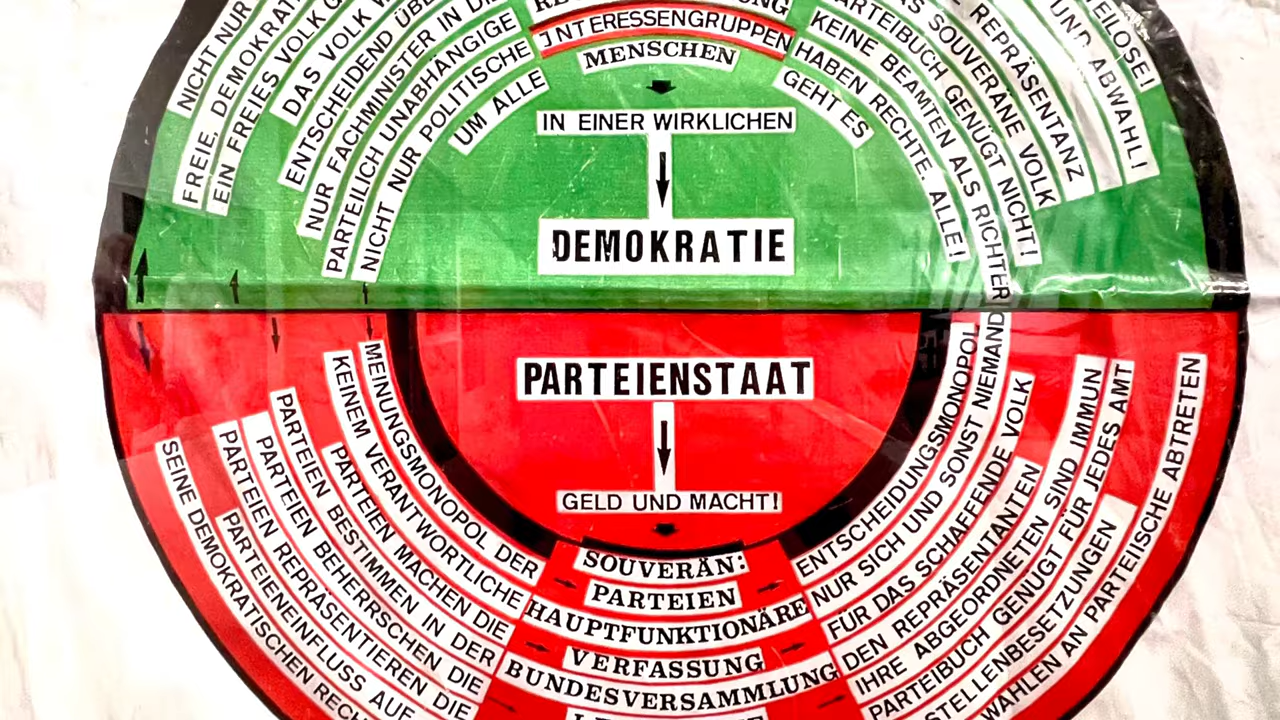 NICHT NUR
FREIE, DEMOKRATI
EIN FREIES VOLK
DAS VOLK
ENTSCHEIDEND ÜBE
NUR FACHMINISTER IN DIE
PARTEILICH UNABHÄNGIGE
NICHT NUR POLITISCHE
UM ALLE
INTERESSENGRUPPEN
MENSCHEN
GEHT ES
HABEN RECHTE. ALLE!
KEINE BEAMTEN ALS RICHTER
PARTEIBUCH GENÜGT NICHT!
AS SOUVERÄNE VOLK
REPRÄSENTANZ
UND ABWAHL!
TEILOSE!
IN EINER WIRKLICHEN
DEMOKRATIE
PARTEIENSTAAT
GELD UND MACHT!
SOUVERÄN:
PARTEIEN
HAUPTFUNKTIONÄRE
VERFASSUNG
BUNDESVERSAMMLUNG
MEINUNGSMONOPOL DER
KEINEM VERANTWORTLICHE
PARTEIEN MACHEN DIE
PARTEIEN BESTIMMEN IN DER
PARTEIEN BEHERRSCHEN DIE
PARTEIEN REPRÄSENTIEREN DIE
PARTEIENEINFLUSS AUF
SEINE DEMOKRATISCHEN RECH
ENTSCHEIDUNGSMONOPOL
NUR SICH UND SONST NIEMAND
FÜR DAS SCHAFFENDE VOLK
DEN REPRÄSENTANTEN
IHRE ABGEORDNETEN SIND IMMUN
PARTEIBUCH GENÜGT FÜR JEDES AMT
STELLENBESETZUNGEN
WAHLEN AN PARTEIISCHE ABTRETEN